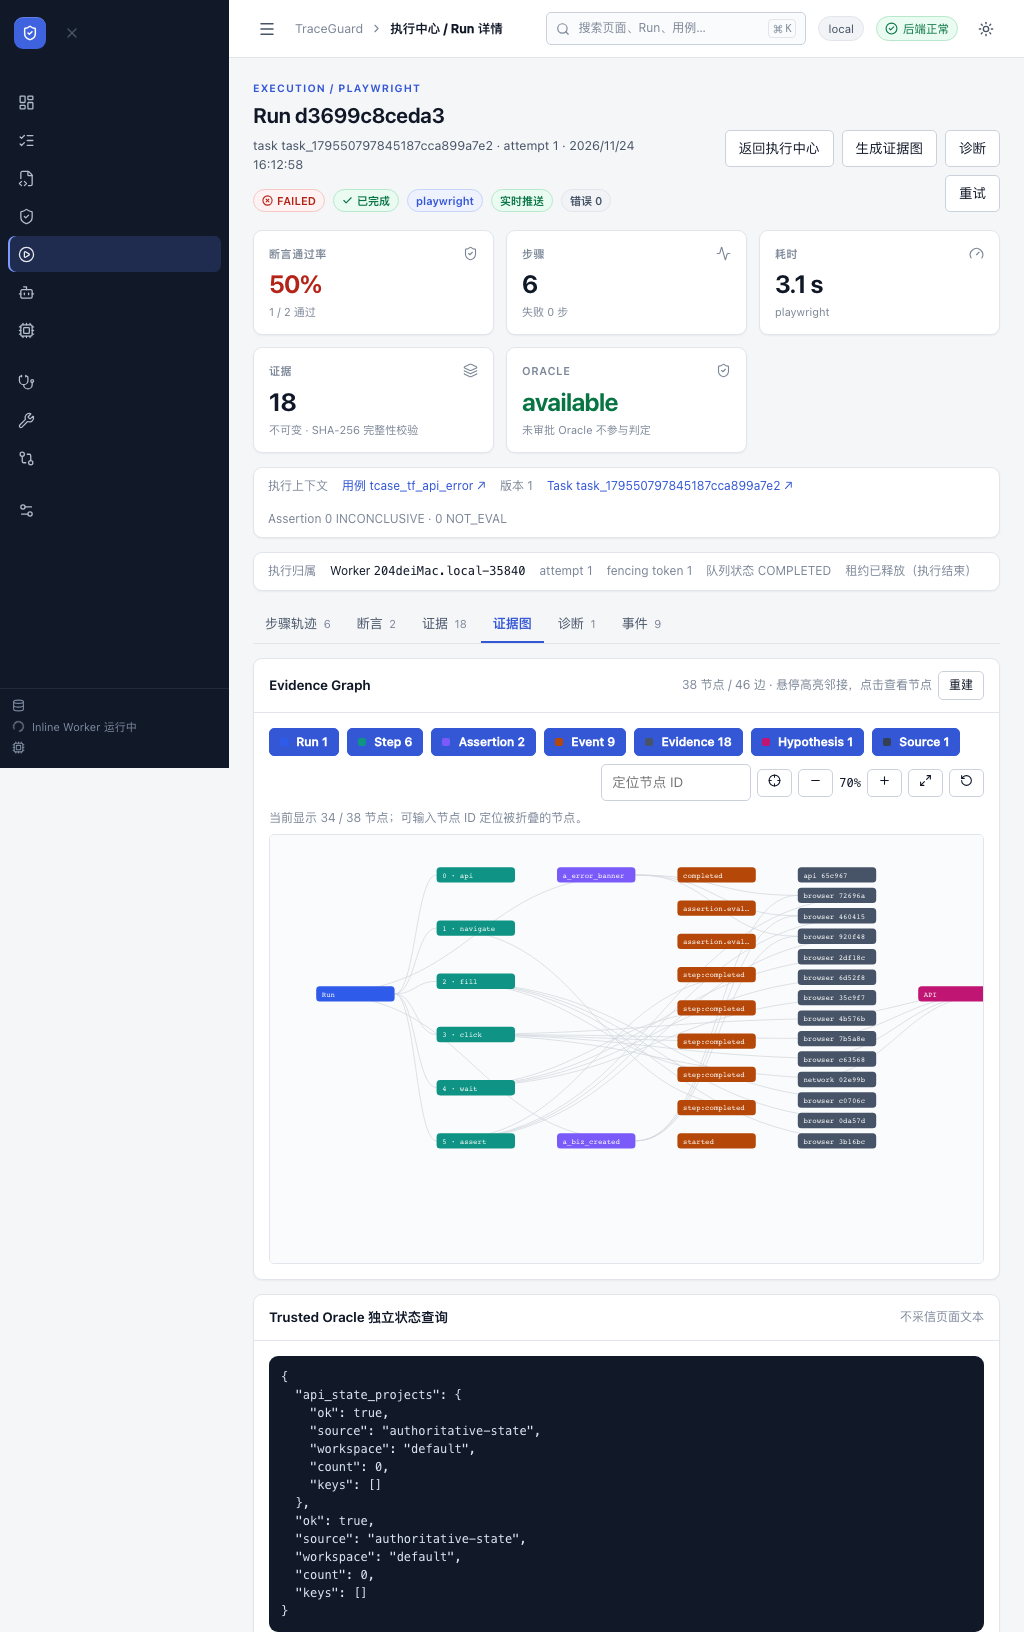 TraceGuard
执行中心 / Run 详情
搜索页面、Run、用例...
⌘ K
local
后端正常
EXECUTION / PLAYWRIGHT
Run d3699c8ceda3
task task_179550797845187cca899a7e2 · attempt 1 · 2026/11/24
16:12:58
返回执行中心
生成证据图
诊断
重试
FAILED
已完成
playwright
实时推送
错误 0
断言通过率
50%
1 / 2 通过
步骤
6
失败 0 步
耗时
3.1 s
playwright
证据
18
不可变 · SHA-256 完整性校验
ORACLE
available
未审批 Oracle 不参与判定
执行上下文 用例 tcase_tf_api_error ↗ 版本 1 Task task_179550797845187cca899a7e2 ↗
Assertion 0 INCONCLUSIVE · 0 NOT_EVAL
执行归属 Worker 204deiMac.local-35840 attempt 1 fencing token 1 队列状态 COMPLETED 租约已释放（执行结束）
步骤轨迹 6
断言 2
证据 18
证据图
诊断 1
事件 9
Inline Worker 运行中
Evidence Graph
38 节点 / 46 边 · 悬停高亮邻接，点击查看节点
重建
Run 1
Step 6
Assertion 2
Event 9
Evidence 18
Hypothesis 1
Source 1
定位节点 ID
70%
当前显示 34 / 38 节点；可输入节点 ID 定位被折叠的节点。
Run
0 · api
1 · navigate
2 · fill
3 · click
4 · wait
5 · assert
a_error_banner
a_biz_created
completed
assertion.eval…
assertion.eval…
step:completed
step:completed
step:completed
step:completed
step:completed
started
api 65c967
browser 72696a
browser 460415
browser 920f48
browser 2df18c
browser 6d52f8
browser 35c9f7
browser 4b576b
browser 7b5a8e
browser c63568
network 02e99b
browser c0706c
browser 0da57d
browser 3b16bc
API
Trusted Oracle 独立状态查询
不采信页面文本
{
"api_state_projects": {
"ok": true,
"source": "authoritative-state",
"workspace": "default",
"count": 0,
"keys": []
},
"ok": true,
"source": "authoritative-state",
"workspace": "default",
"count": 0,
"keys": []
}